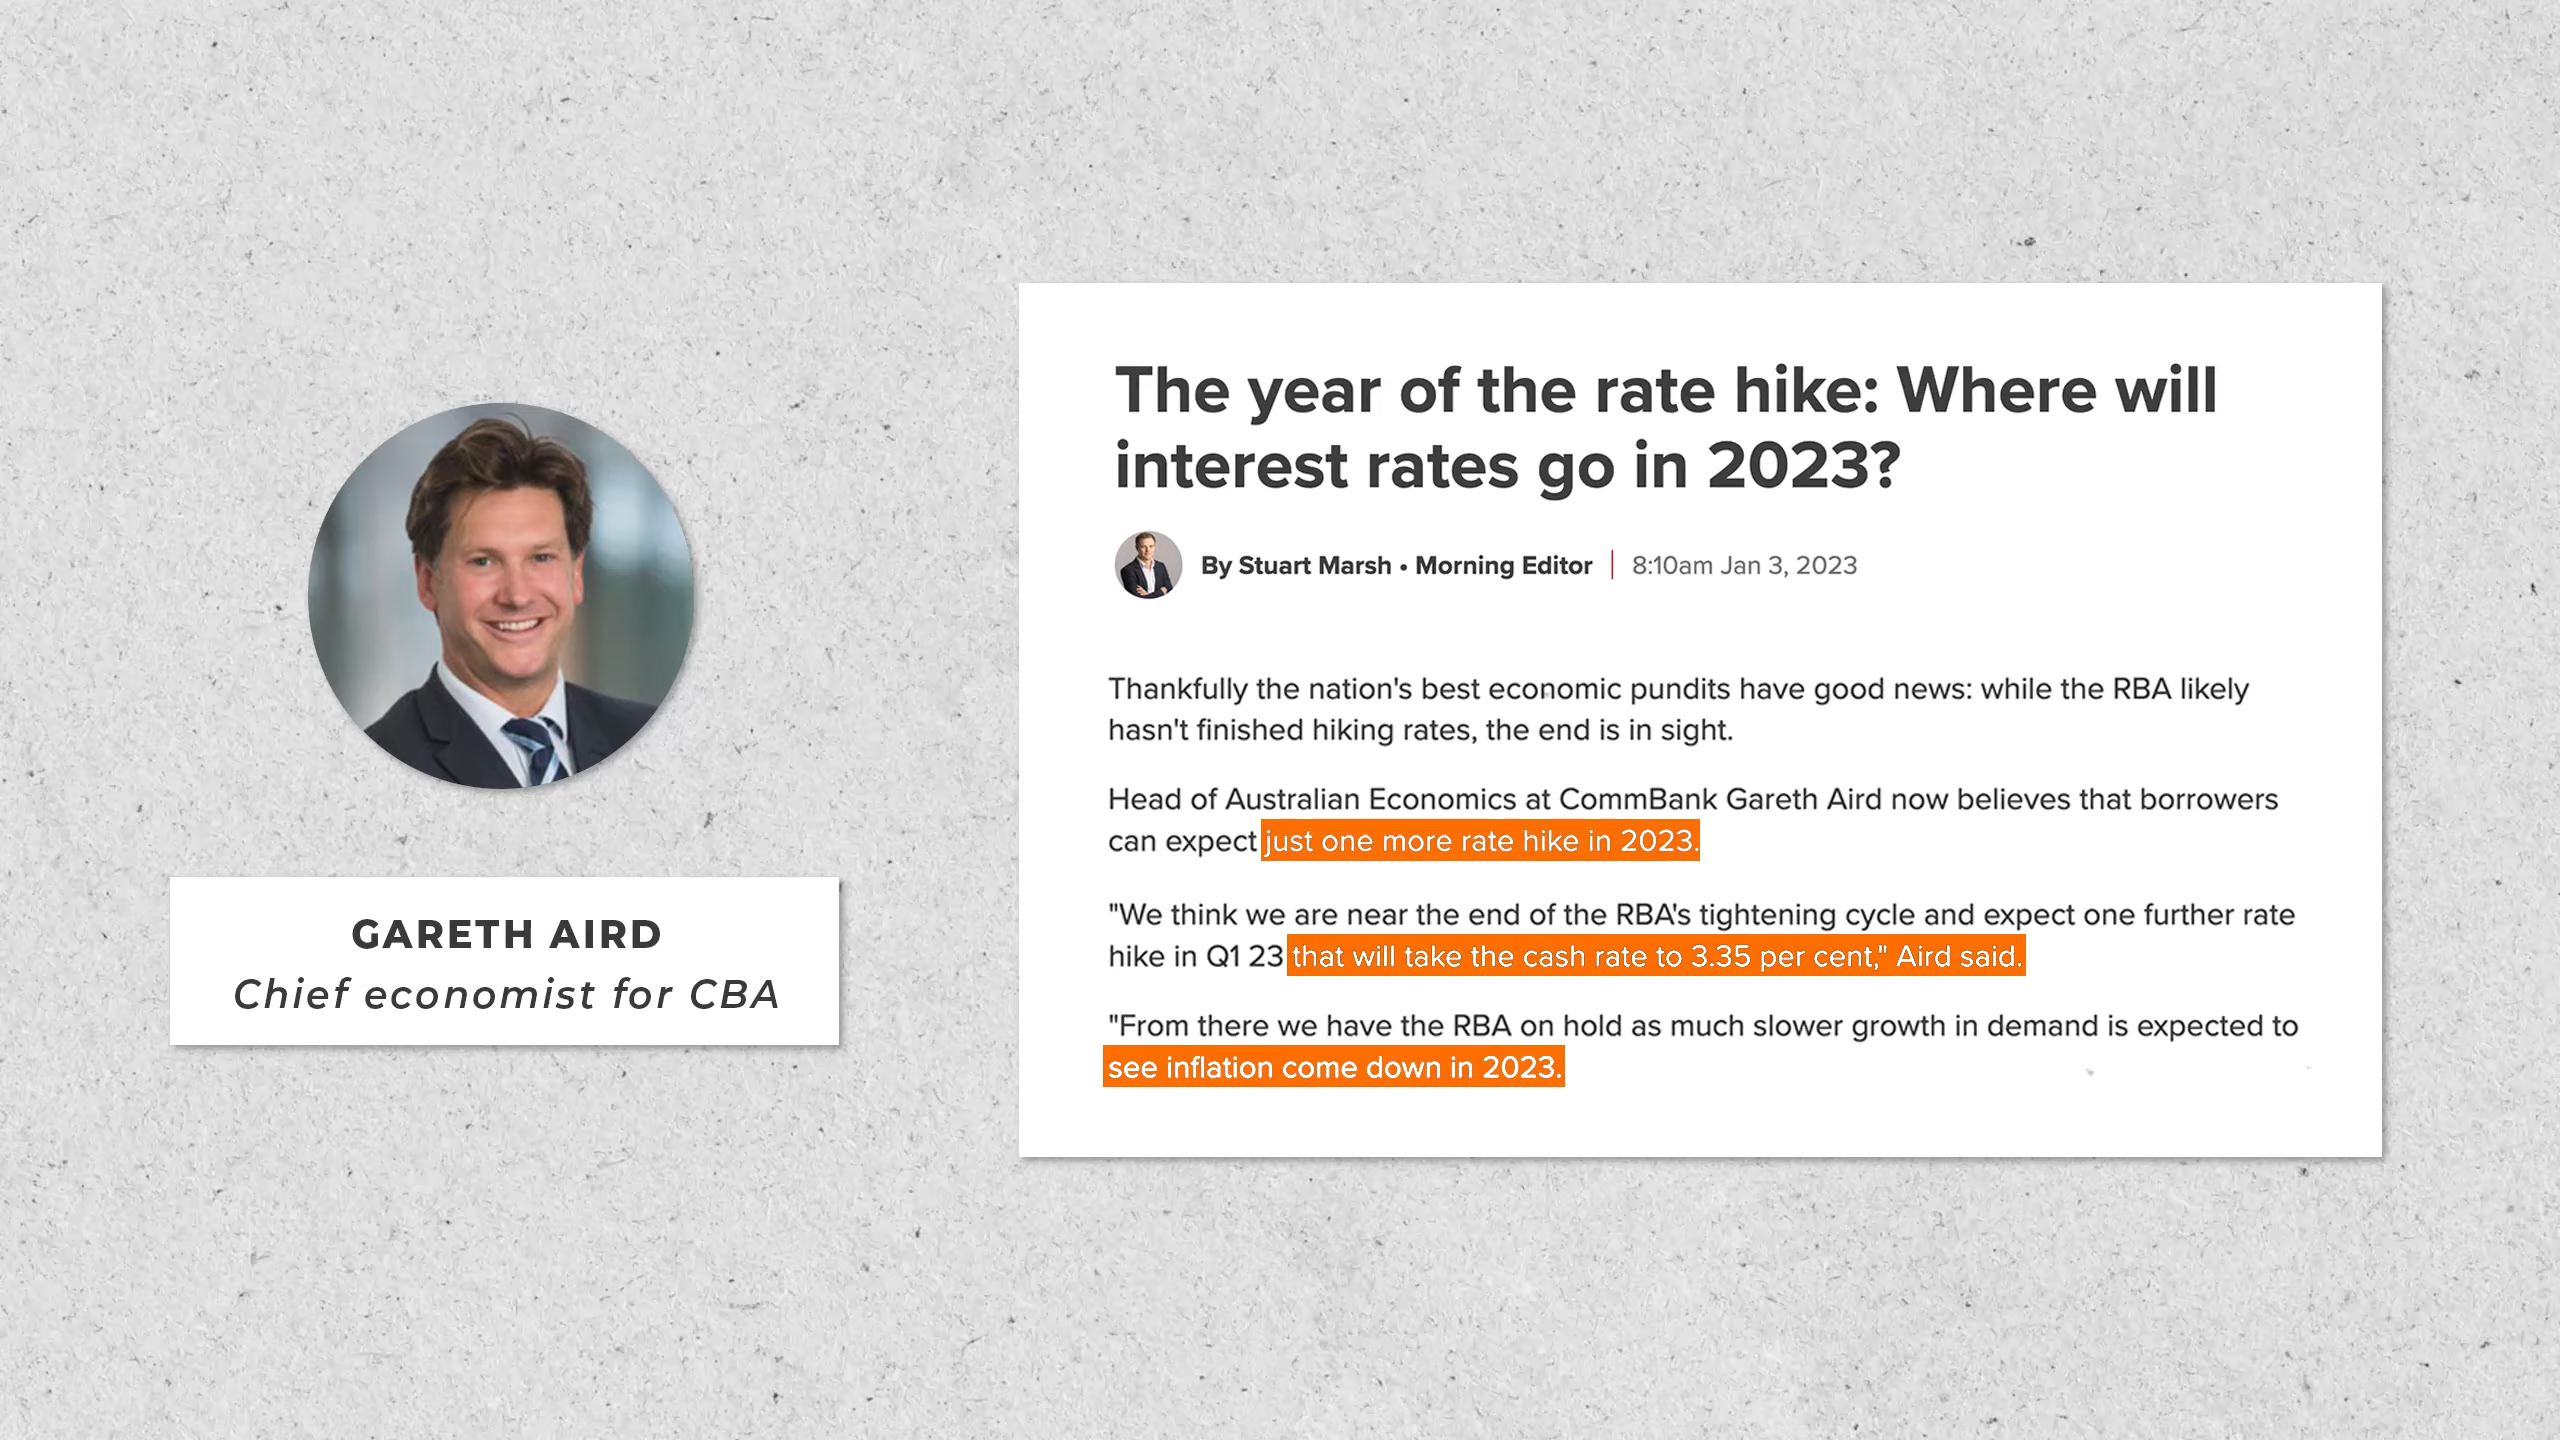 GARETH AIRD
Chief economist for CBA
The year of the rate hike: Where will
interest rates go in 2023?
By Stuart Marsh • Morning Editor | 8:10am Jan 3, 2023
Thankfully the nation's best economic pundits have good news: while the RBA likely
hasn't finished hiking rates, the end is in sight.
Head of Australian Economics at CommBank Gareth Aird now believes that borrowers
can expect just one more rate hike in 2023.
"We think we are near the end of the RBA's tightening cycle and expect one further rate
hike in Q1 23 that will take the cash rate to 3.35 per cent," Aird said.
"From there we have the RBA on hold as much slower growth in demand is expected to
see inflation come down in 2023.